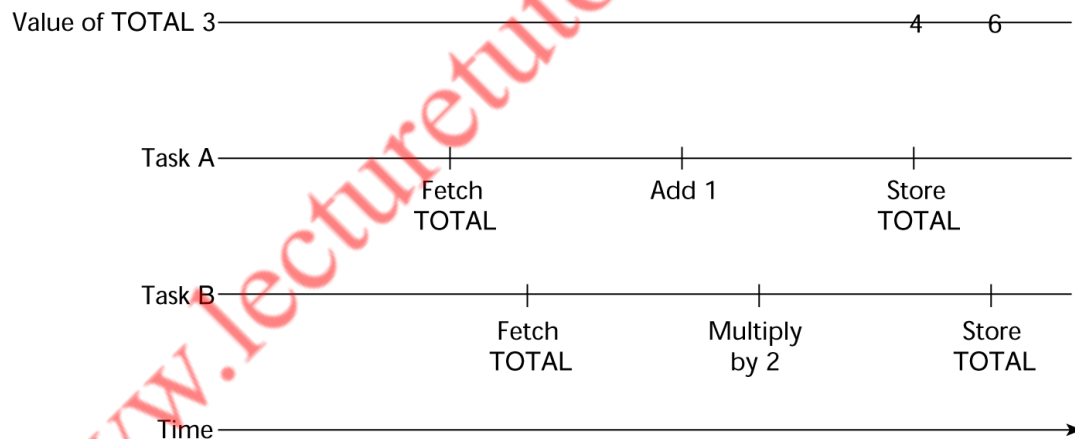 Value of TOTAL 3
4 6
Task A
Fetch TOTAL
Add 1
Store TOTAL
Task B
Fetch TOTAL
Multiply by 2
Store TOTAL
Time
www.lecturetute